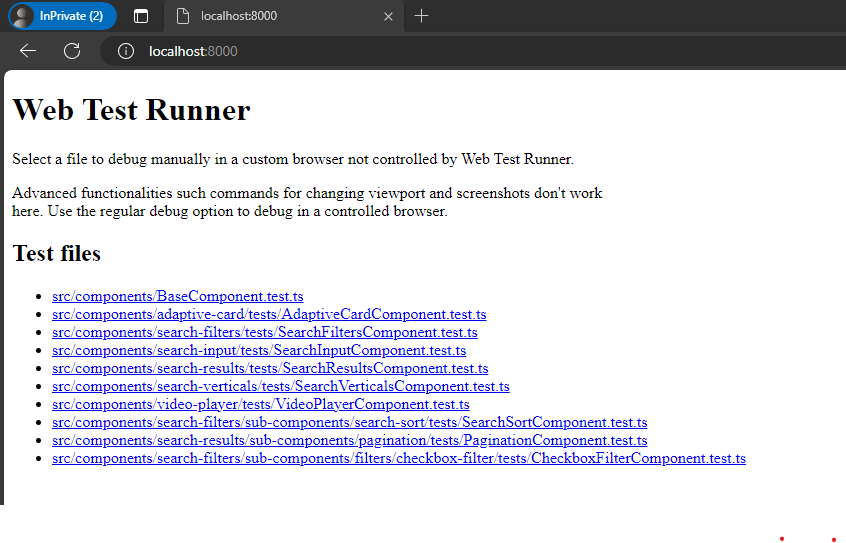 InPrivate (2)
localhost:8000
localhost:8000
Web Test Runner
Select a file to debug manually in a custom browser not controlled by Web Test Runner.
Advanced functionalities such commands for changing viewport and screenshots don't work
here. Use the regular debug option to debug in a controlled browser.
Test files
src/components/BaseComponent.test.ts
src/components/adaptive-card/tests/AdaptiveCardComponent.test.ts
src/components/search-filters/tests/SearchFiltersComponent.test.ts
src/components/search-input/tests/SearchInputComponent.test.ts
src/components/search-results/tests/SearchResultsComponent.test.ts
src/components/search-verticals/tests/SearchVerticalsComponent.test.ts
src/components/video-player/tests/VideoPlayerComponent.test.ts
src/components/search-filters/sub-components/search-sort/tests/SearchSortComponent.test.ts
src/components/search-results/sub-components/pagination/tests/PaginationComponent.test.ts
src/components/search-filters/sub-components/filters/checkbox-filter/tests/CheckboxFilterComponent.test.ts